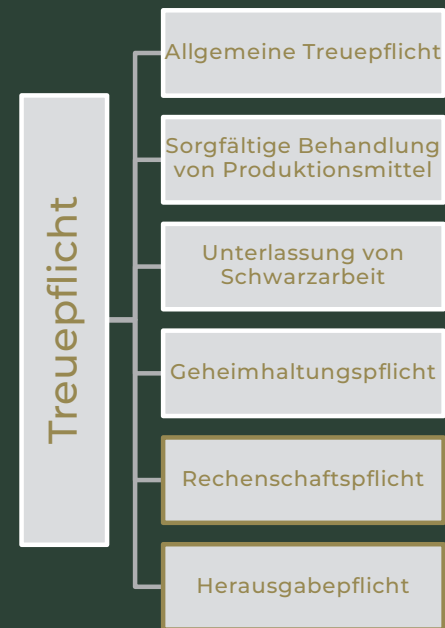 Treuepflicht
Allgemeine Treuepflicht
Sorgfältige Behandlung
von Produktionsmittel
Unterlassung von
Schwarzarbeit
Geheimhaltungspflicht
Rechenschaftspflicht
Herausgabepflicht